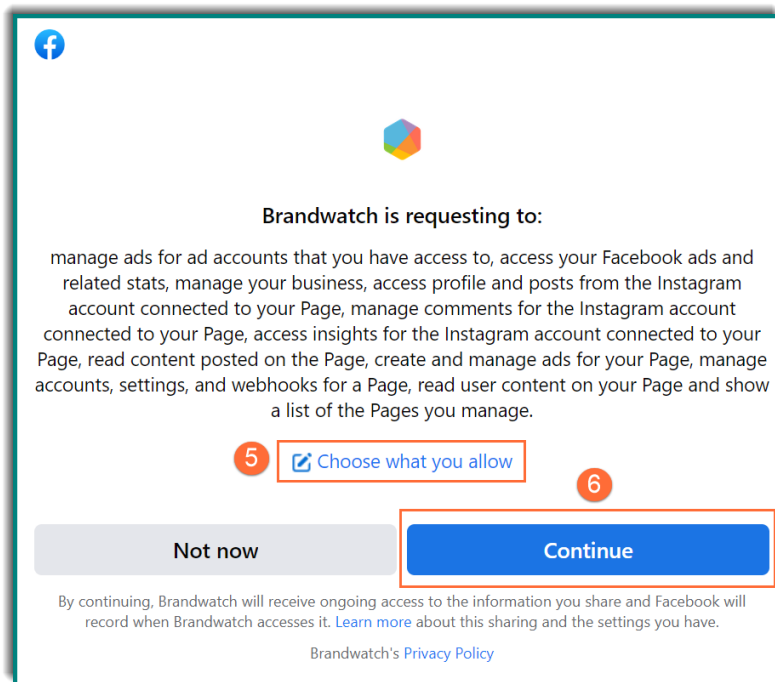 Brandwatch is requesting to:
manage ads for ad accounts that you have access to, access your Facebook ads and
related stats, manage your business, access profile and posts from the Instagram
account connected to your Page, manage comments for the Instagram account
connected to your Page, access insights for the Instagram account connected to your
Page, read content posted on the Page, create and manage ads for your Page, manage
accounts, settings, and webhooks for a Page, read user content on your Page and show
a list of the Pages you manage.
5 Choose what you allow
6
Not now Continue
By continuing, Brandwatch will receive ongoing access to the information you share and Facebook will
record when Brandwatch accesses it. Learn more about this sharing and the settings you have.
Brandwatch's Privacy Policy